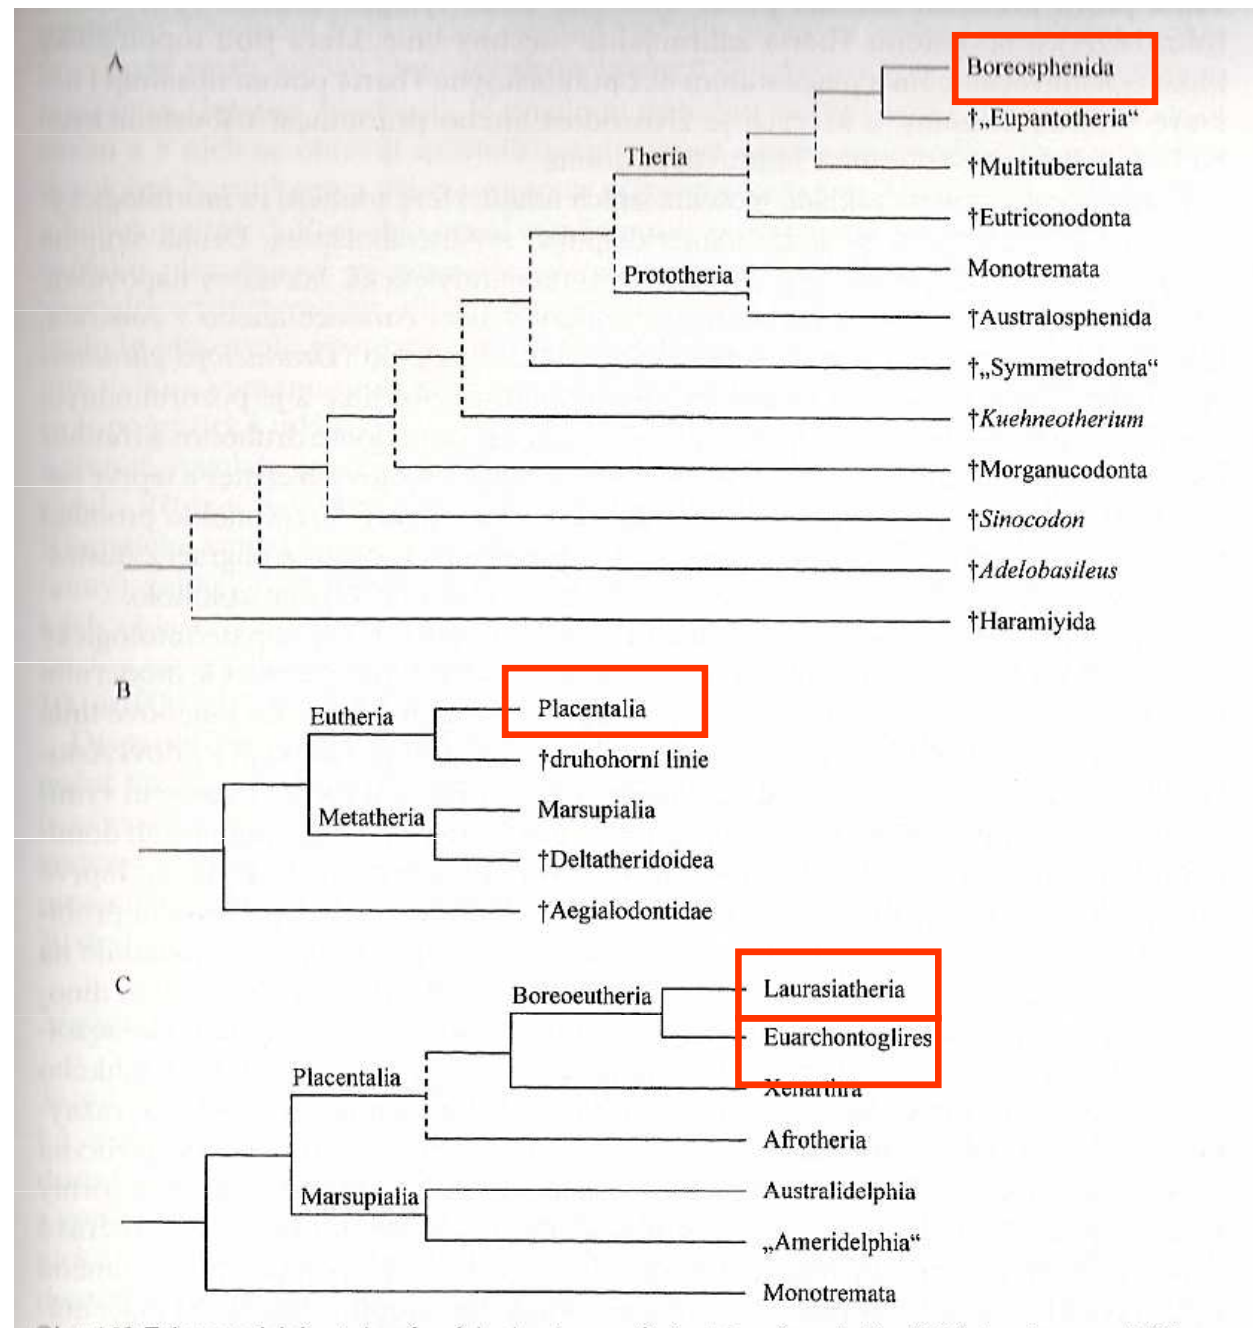 A
Boreosphenida
†„Eupantotheria“
Theria
†Multituberculata
†Eutriconodonta
Monotremata
Prototheria
†Australosphenida
†„Symmetrodonta“
†Kuehneotherium
†Morganucodonta
†Sinocodon
†Adelobasileus
†Haramiyida
B
Placentalia
Eutheria
†druhohorní linie
Marsupialia
Metatheria
†Deltatheridoidea
†Aegialodontidae
C
Laurasiatheria
Boreoeutheria
Euarchontoglires
Placentalia
Xenarthra
Afrotheria
Australidelphia
Marsupialia
„Ameridelphia“
Monotremata